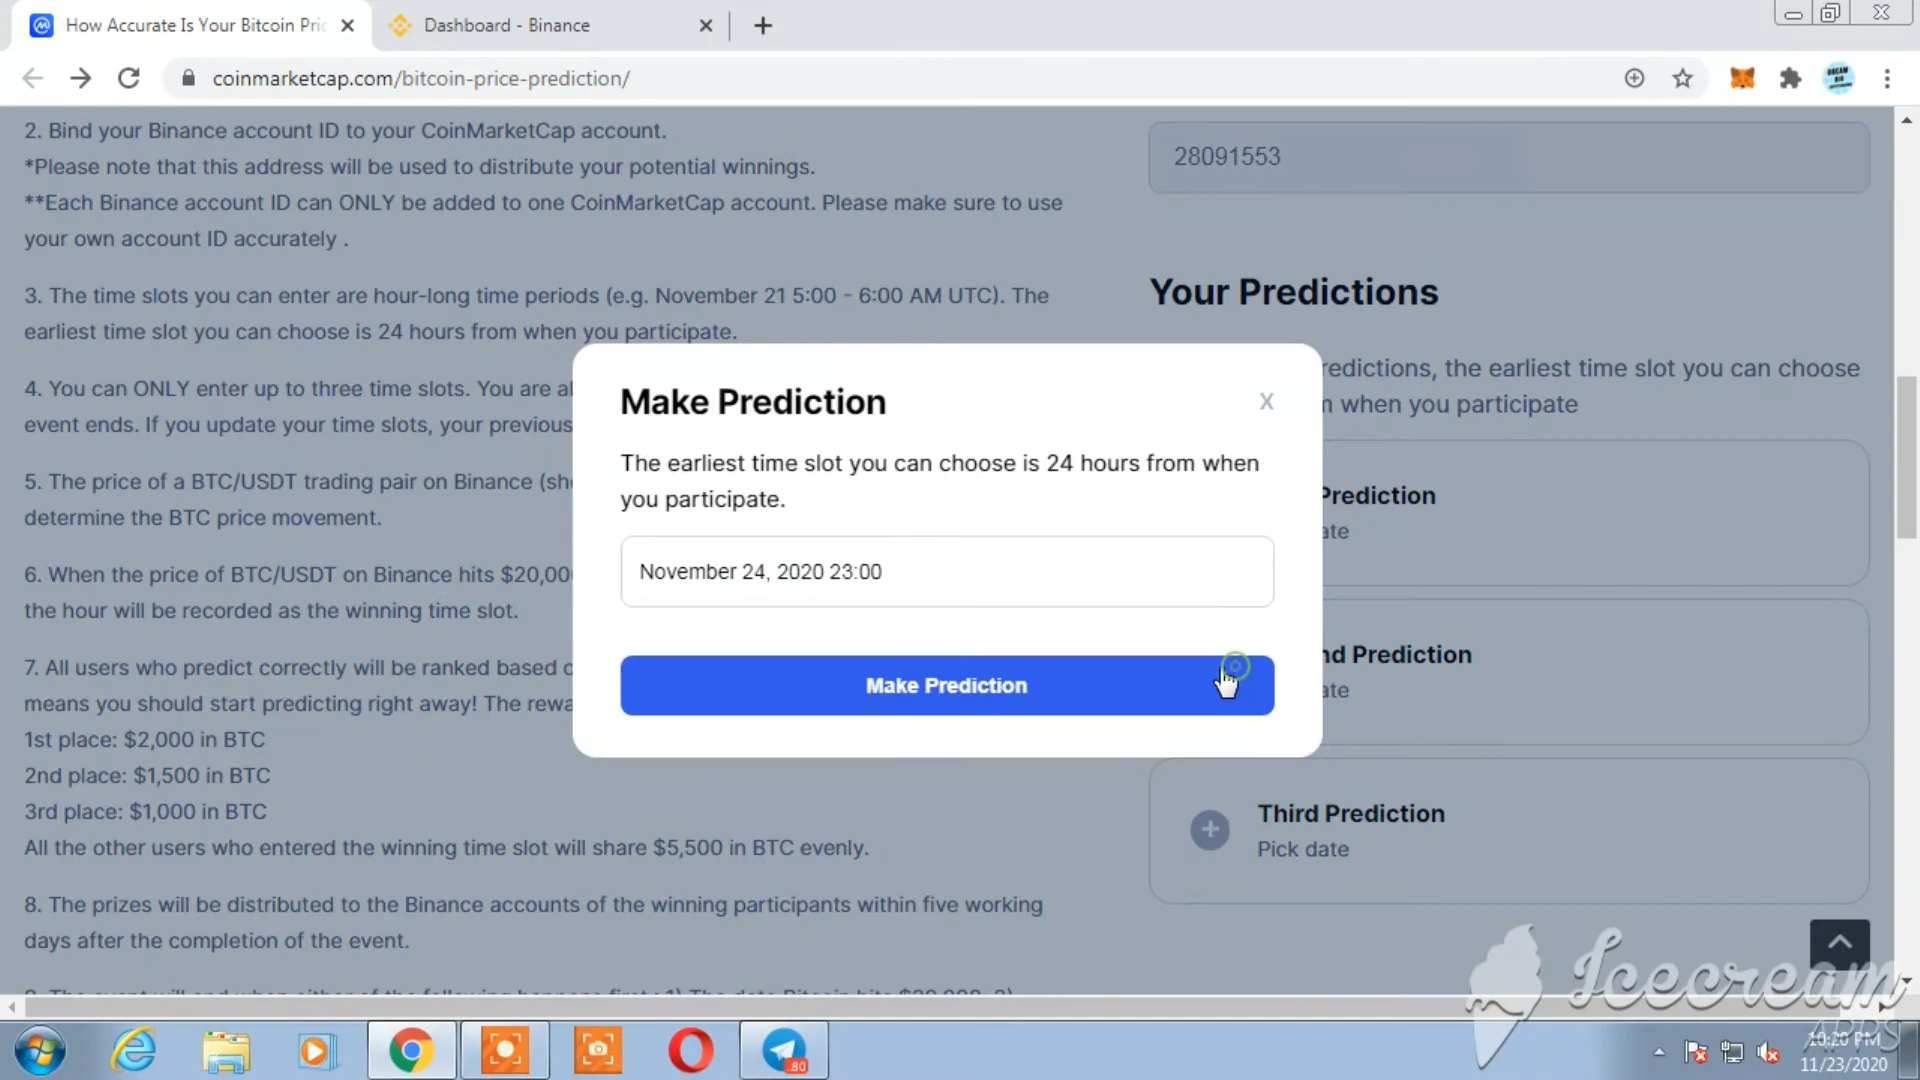 How Accurate Is Your Bitcoin Pric
Dashboard - Binance
coinmarketcap.com/bitcoin-price-prediction/
2. Bind your Binance account ID to your CoinMarketCap account.
*Please note that this address will be used to distribute your potential winnings.
**Each Binance account ID can ONLY be added to one CoinMarketCap account. Please make sure to use
your own account ID accurately .
3. The time slots you can enter are hour-long time periods (e.g. November 21 5:00 - 6:00 AM UTC). The
earliest time slot you can choose is 24 hours from when you participate.
4. You can ONLY enter up to three time slots. You are al
event ends. If you update your time slots, your previous
5. The price of a BTC/USDT trading pair on Binance (sh
determine the BTC price movement.
6. When the price of BTC/USDT on Binance hits $20,00
the hour will be recorded as the winning time slot.
7. All users who predict correctly will be ranked based o
means you should start predicting right away! The rewa
1st place: $2,000 in BTC
2nd place: $1,500 in BTC
3rd place: $1,000 in BTC
All the other users who entered the winning time slot will share $5,500 in BTC evenly.
8. The prizes will be distributed to the Binance accounts of the winning participants within five working
days after the completion of the event.
28091553
Your Predictions
redictions, the earliest time slot you can choose
when you participate
Prediction
ate
nd Prediction
ate
Third Prediction
Pick date
Make Prediction
X
The earliest time slot you can choose is 24 hours from when
you participate.
November 24, 2020 23:00
Make Prediction
Icecream
APPS
80
10:20 PM
11/23/2020